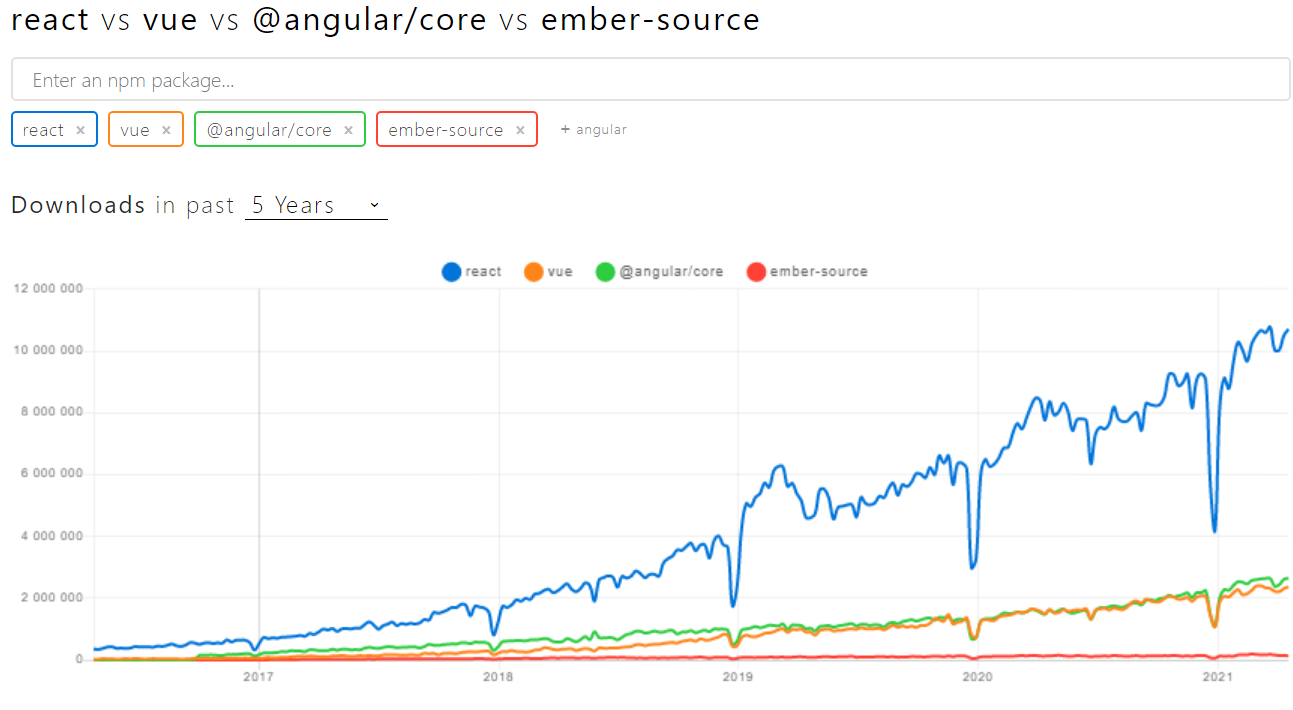 react vs vue vs @angular/core vs ember-source
Enter an npm package...
react × vue × @angular/core × ember-source × + angular
Downloads in past 5 Years
react vue @angular/core ember-source
12 000 000
10 000 000
8 000 000
6 000 000
4 000 000
2 000 000
0
2017 2018 2019 2020 2021